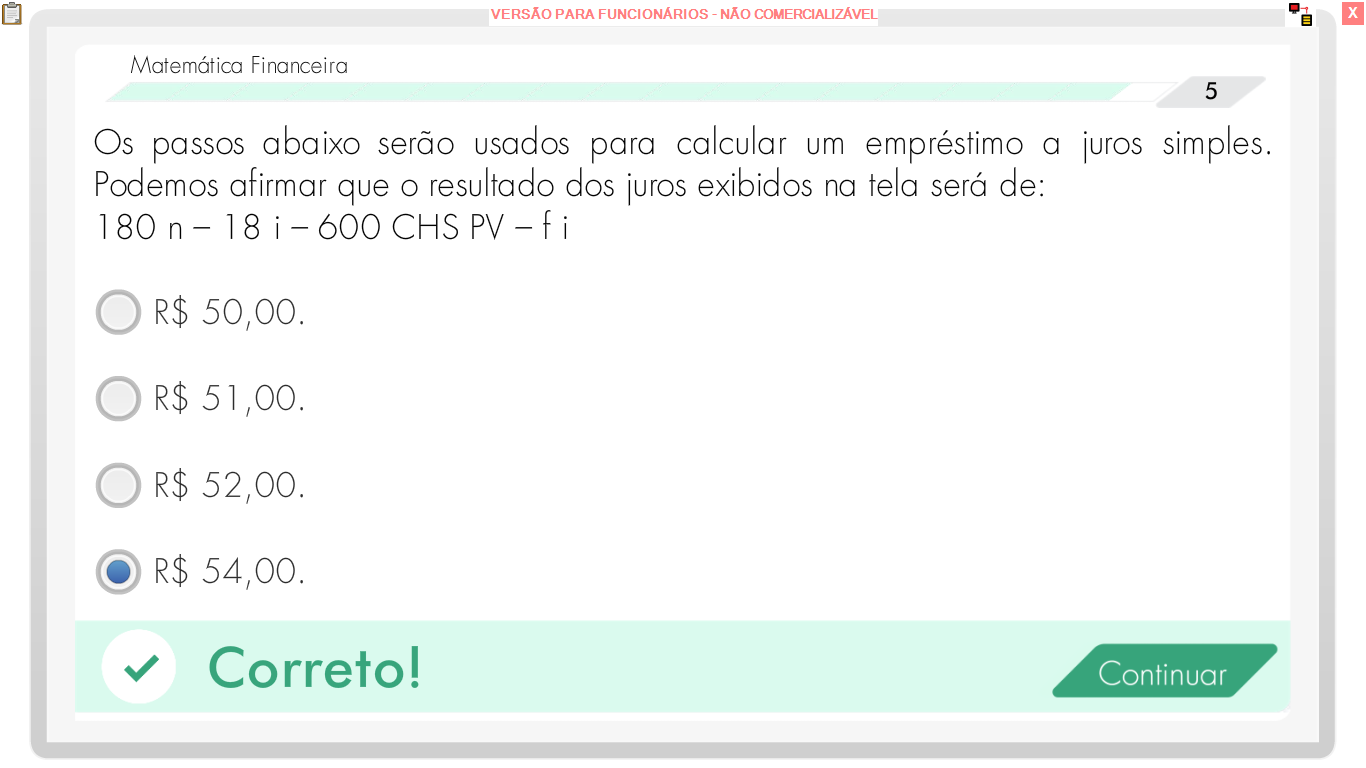 VERSÃO PARA FUNCIONÁRIOS - NÃO COMERCIALIZÁVEL
X
Matemática Financeira
5
Os passos abaixo serão usados para calcular um empréstimo a juros simples.
Podemos afirmar que o resultado dos juros exibidos na tela será de:
180 n – 18 i – 600 CHS PV – f i
R$ 50,00.
R$ 51,00.
R$ 52,00.
R$ 54,00.
Correto!
Continuar